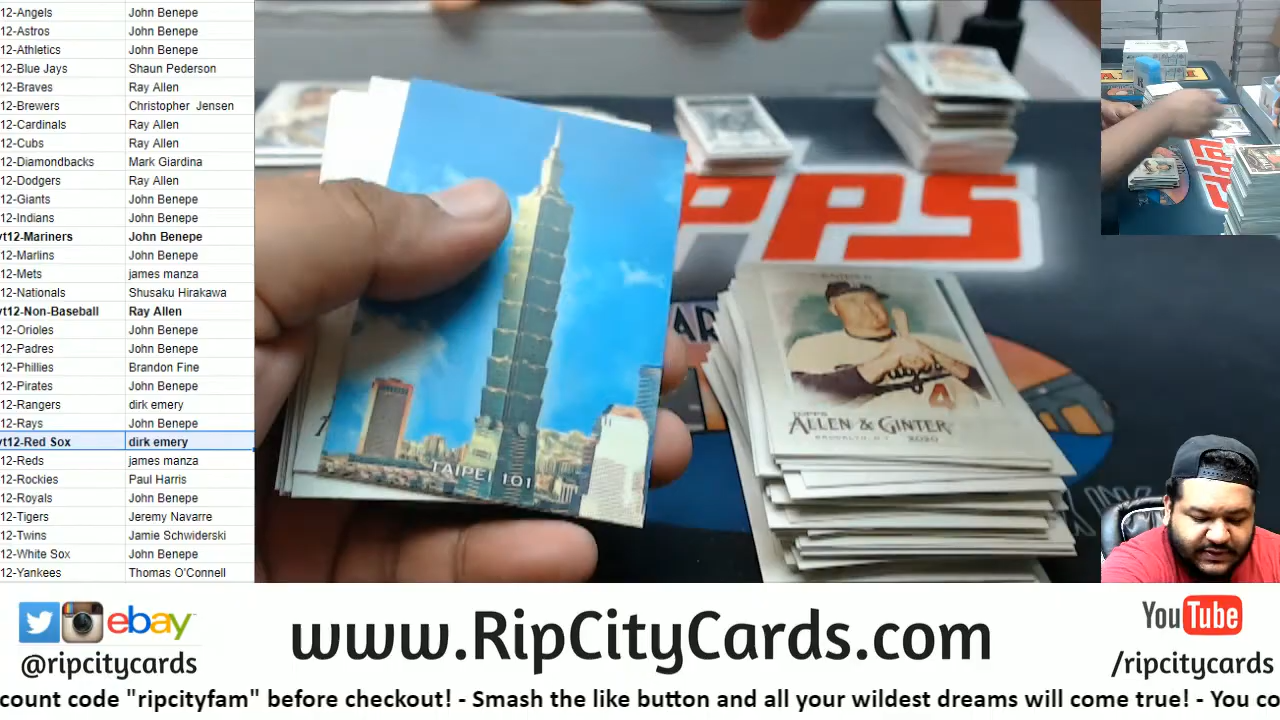 12-Angels John Benepe
12-Astros John Benepe
12-Athletics John Benepe
12-Blue Jays Shaun Pederson
12-Braves Ray Allen
12-Brewers Christopher Jensen
12-Cardinals Ray Allen
12-Cubs Ray Allen
12-Diamondbacks Mark Giardina
12-Dodgers Ray Allen
12-Giants John Benepe
12-Indians John Benepe
vt12-Mariners John Benepe
12-Marlins John Benepe
12-Mets james manza
12-Nationals Shusaku Hirakawa
vt12-Non-Baseball Ray Allen
12-Orioles John Benepe
12-Padres John Benepe
12-Phillies Brandon Fine
12-Pirates John Benepe
12-Rangers dirk emery
12-Rays John Benepe
vt12-Red Sox dirk emery
12-Reds james manza
12-Rockies Paul Harris
12-Royals John Benepe
12-Tigers Jeremy Navarre
12-Twins Jamie Schwiderski
12-White Sox John Benepe
12-Yankees Thomas O'Connell
TAIPEI 101
PPS
TOPPS
ALLEN & GINTER
BROOKLYN, N.Y. 2020
ebay
@ripcitycards
www.RipCityCards.com
YouTube
/ripcitycards
count code "ripcityfam" before checkout! - Smash the like button and all your wildest dreams will come true! - You co